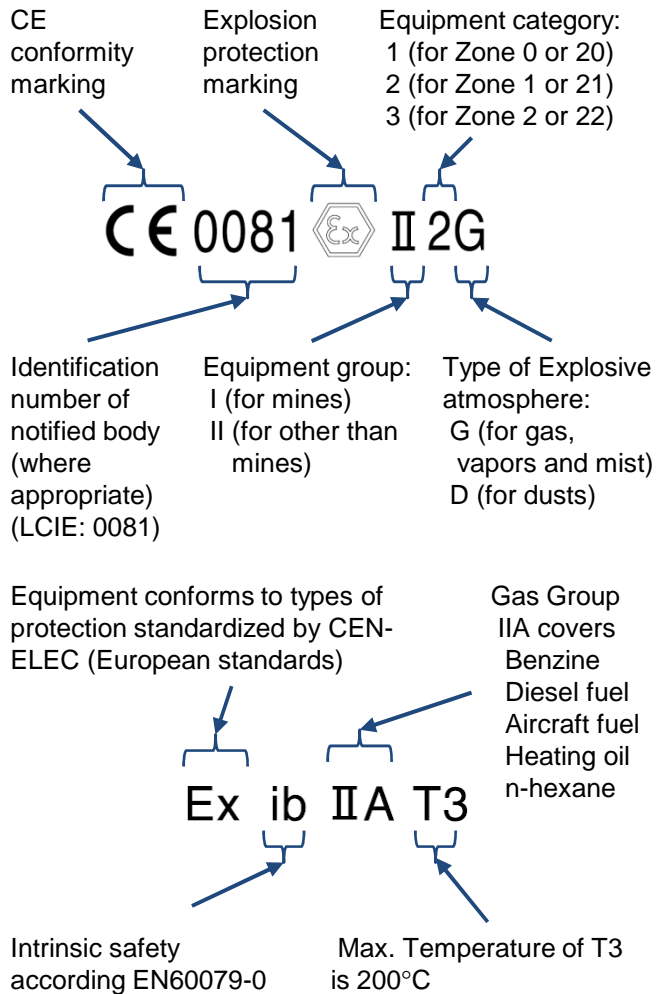 CE
conformity
marking
Explosion
protection
marking
Equipment category:
1 (for Zone 0 or 20)
2 (for Zone 1 or 21)
3 (for Zone 2 or 22)
CE 0081 Ex II 2G
Identification
number of
notified body
(where
appropriate)
(LCIE: 0081)
Equipment group:
I (for mines)
II (for other than
mines)
Type of Explosive
atmosphere:
G (for gas,
vapors and mist)
D (for dusts)
Equipment conforms to types of
protection standardized by CEN-
ELEC (European standards)
Gas Group
IIA covers
Benzine
Diesel fuel
Aircraft fuel
Heating oil
n-hexane
Ex ib IIA T3
Intrinsic safety
according EN60079-0
Max. Temperature of T3
is 200°C